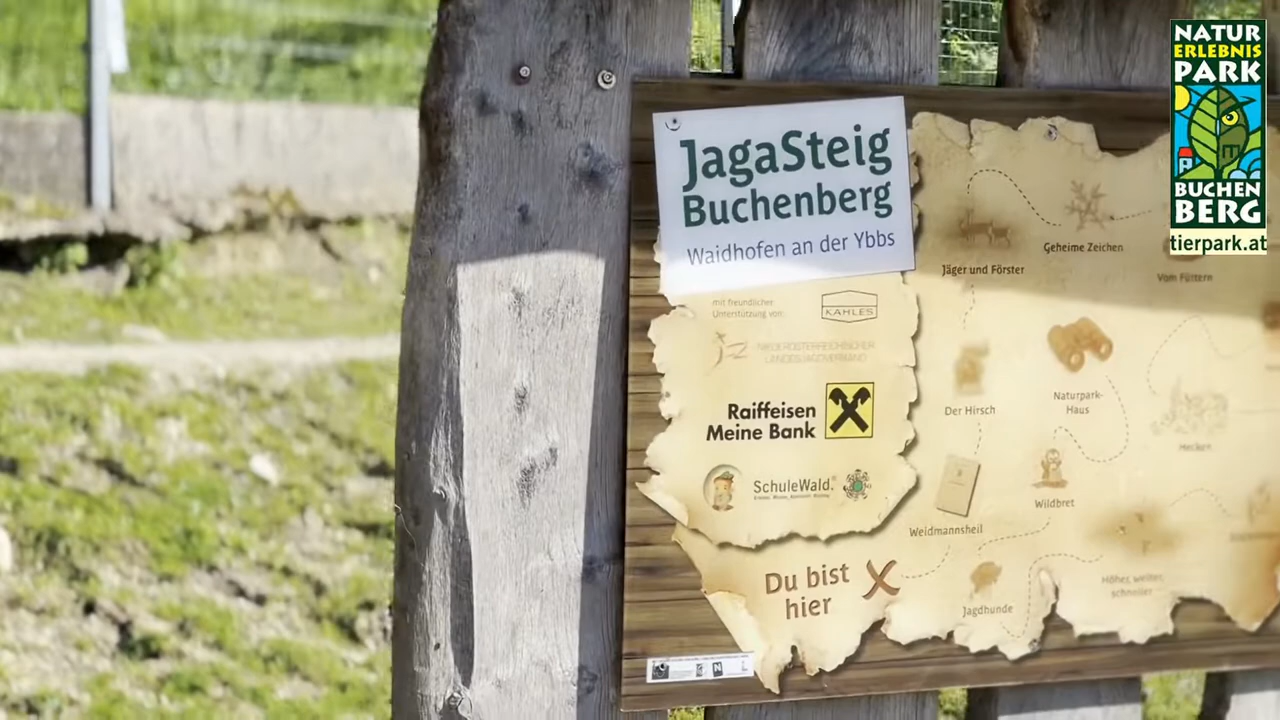 JagaSteig
Buchenberg
Waidhofen an der Ybbs
mit freundlicher
Unterstützung von:
KAHLES
NIEDERÖSTERREICHISCHER
LANDESJAGDVERBAND
Raiffeisen
Meine Bank
SchuleWald.
Du bist
hier
Jäger und Förster
Geheime Zeichen
Vom Füttern
Der Hirsch
Naturpark-
Haus
Hecken
Weidmannsheil
Wildbret
Jagdhunde
Höher, weiter,
schneller
NATUR
ERLEBNIS
PARK
BUCHEN
BERG
tierpark.at